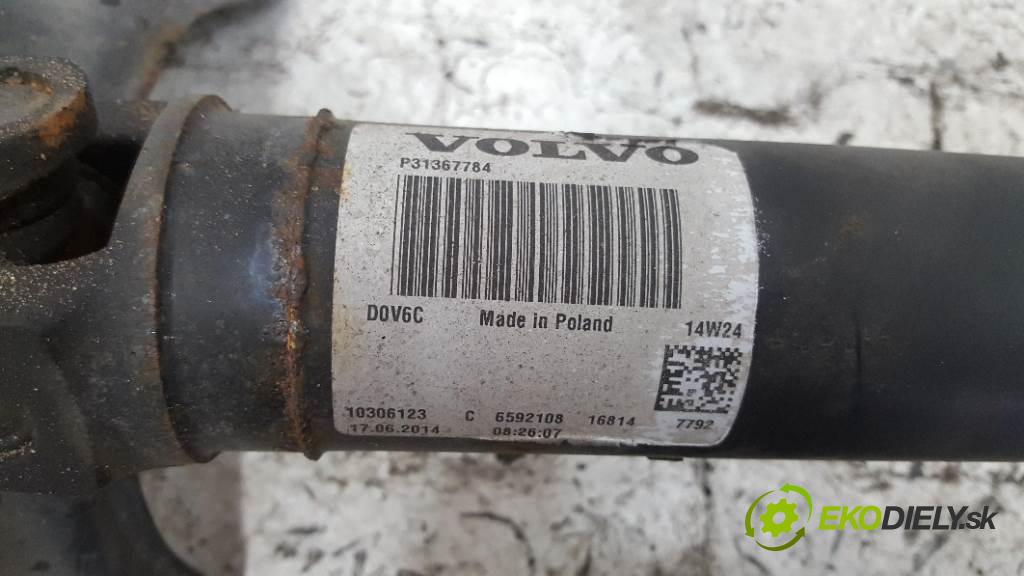 VOLVO
P31367784
D0V6C Made in Poland 14W24
10306123 C 6592108 16814 7792
17.06.2014 08:26:07
EKODIELY.sk